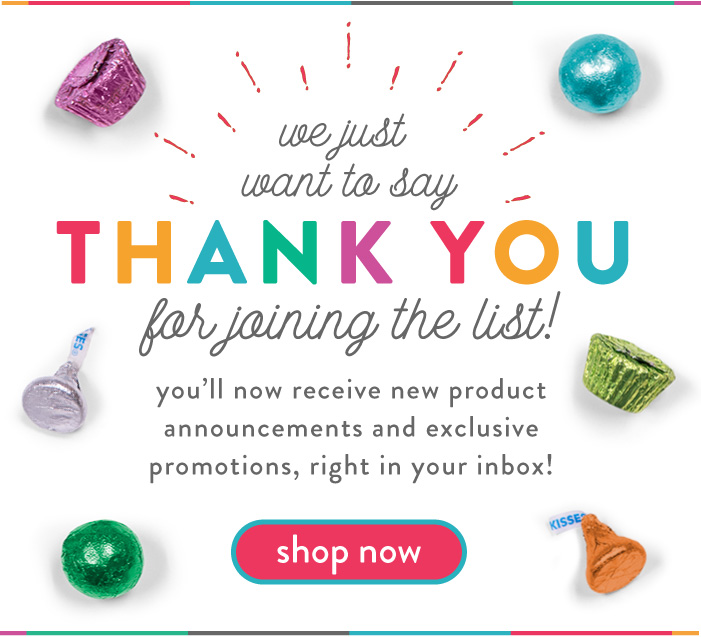 we just
want to say
THANK YOU
for joining the list!
you'll now receive new product
announcements and exclusive
promotions, right in your inbox!
shop now
KISSES